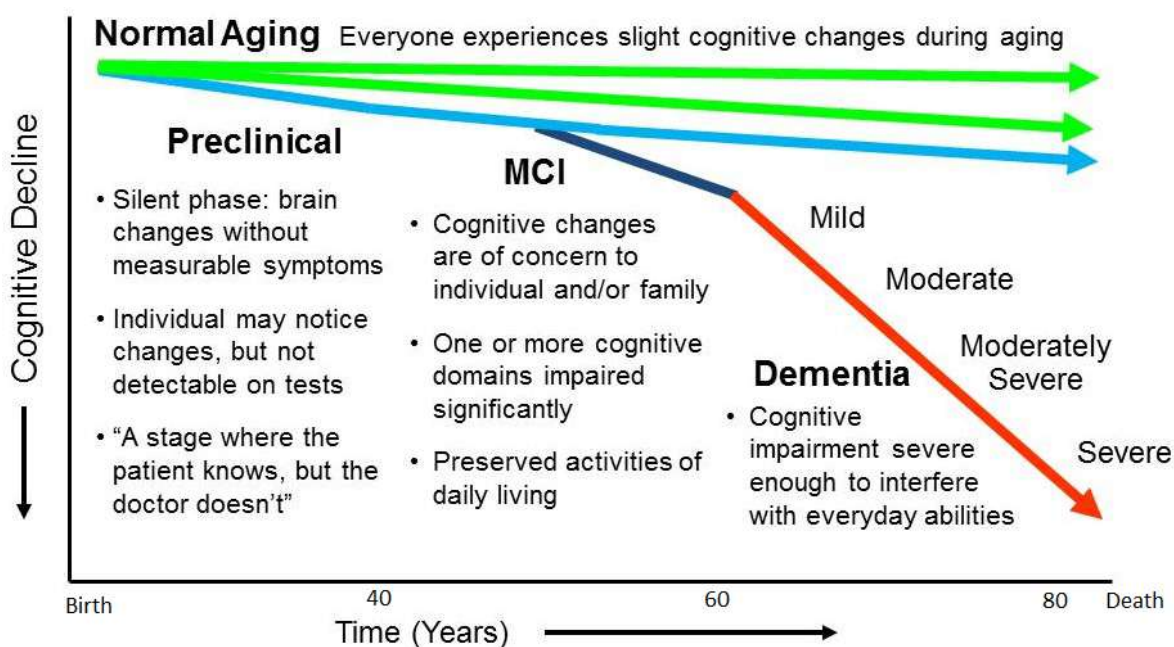 Normal Aging Everyone experiences slight cognitive changes during aging
Cognitive Decline
Preclinical
• Silent phase: brain
changes without
measurable symptoms
• Individual may notice
changes, but not
detectable on tests
• “A stage where the
patient knows, but the
doctor doesn’t”
MCI
• Cognitive changes
are of concern to
individual and/or family
• One or more cognitive
domains impaired
significantly
• Preserved activities of
daily living
Mild
Moderate
Moderately
Severe
Severe
Dementia
• Cognitive
impairment severe
enough to interfere
with everyday abilities
Birth 40 60 80 Death
Time (Years)